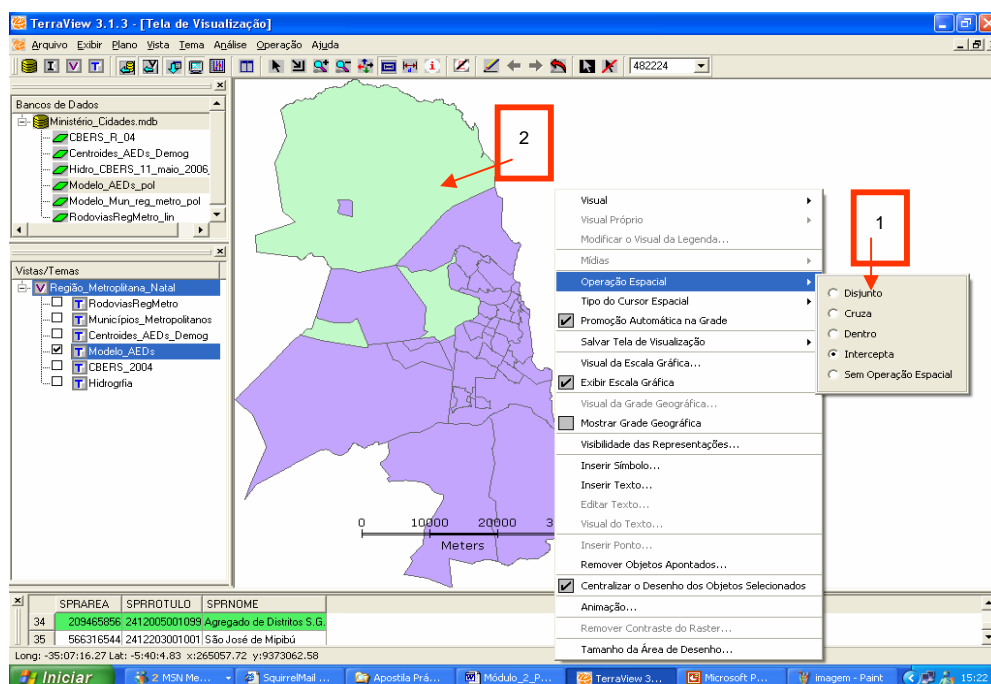 TerraView 3.1.3 - [Tela de Visualização]
Arquivo Exibir Plano Vista Tema Análise Operação Ajuda
482224
Bancos de Dados
Ministério_Cidades.mdb
CBERS_R_04
Centroides_AEDs_Demog
Hidro_CBERS_11_maio_2006
Modelo_AEDs_pol
Modelo_Mun_reg_metro_pol
RodoviasRegMetro_lin
Vistas/Temas
Região_Metroplitana_Natal
RodoviasRegMetro
Municípios_Metropolitanos
Centroides_AEDs_Demog
Modelo_AEDs
CBERS_2004
Hidrogrfia
2
1
0 10000 20000 3
Meters
Visual
Visual Próprio
Modificar o Visual da Legenda...
Mídias
Operação Espacial
Tipo do Cursor Espacial
Promoção Automática na Grade
Salvar Tela de Visualização
Visual da Escala Gráfica...
Exibir Escala Gráfica
Visual da Grade Geográfica...
Mostrar Grade Geográfica
Visibilidade das Representações...
Inserir Símbolo...
Inserir Texto...
Editar Texto...
Visual do Texto...
Inserir Ponto...
Remover Objetos Apontados...
Centralizar o Desenho dos Objetos Selecionados
Animação...
Remover Contraste do Raster...
Tamanho da Área de Desenho...
Disjunto
Cruza
Dentro
Intercepta
Sem Operação Espacial
SPRAREA SPRROTULO SPRNOME
34 209465856 2412005001099 Agregado de Distritos S.G.
35 566316544 2412203001001 São José de Mipibú
Long: -35:07:16.27 Lat: -5:40:4.83 x:265057.72 y:9373062.58
Iniciar 2 MSN Me... SquirrelMail ... Apostila Prá... Módulo_2_P... TerraView 3.... Microsoft P... imagem - Paint 15:22